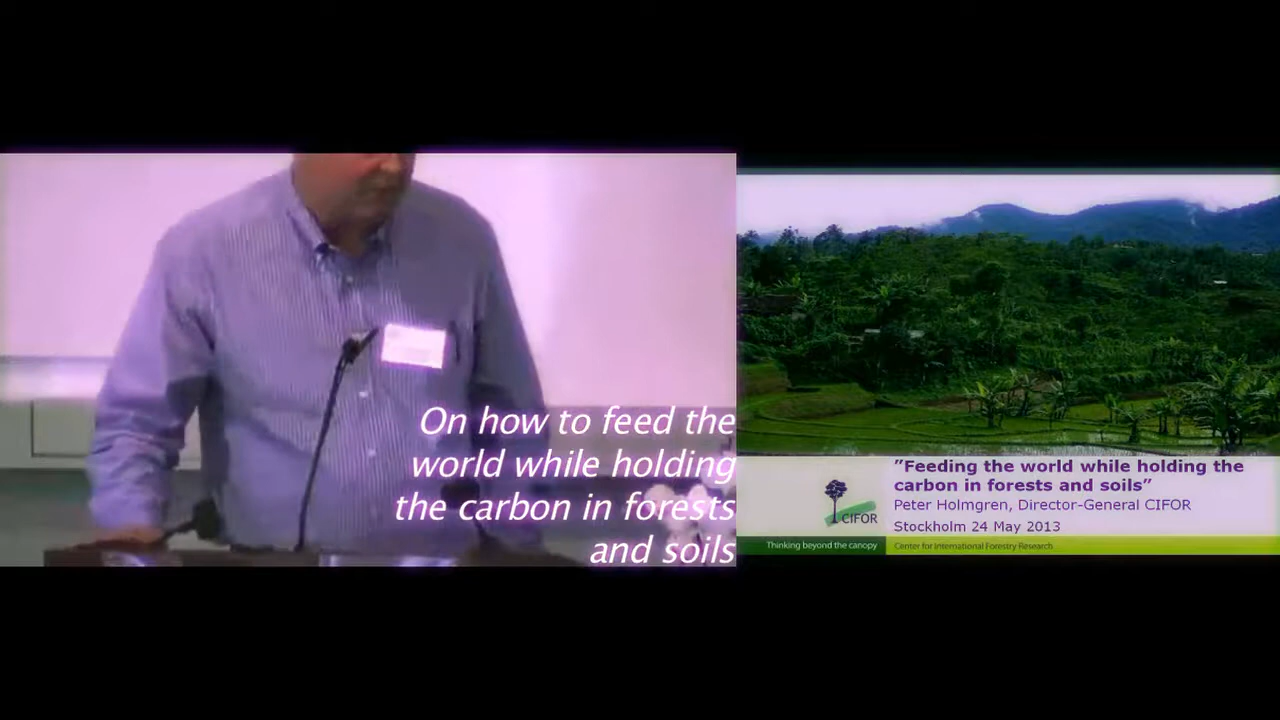 On how to feed the
world while holding
the carbon in forests
and soils
”Feeding the world while holding the
carbon in forests and soils”
Peter Holmgren, Director-General CIFOR
Stockholm 24 May 2013
CIFOR
Thinking beyond the canopy
Center for International Forestry Research